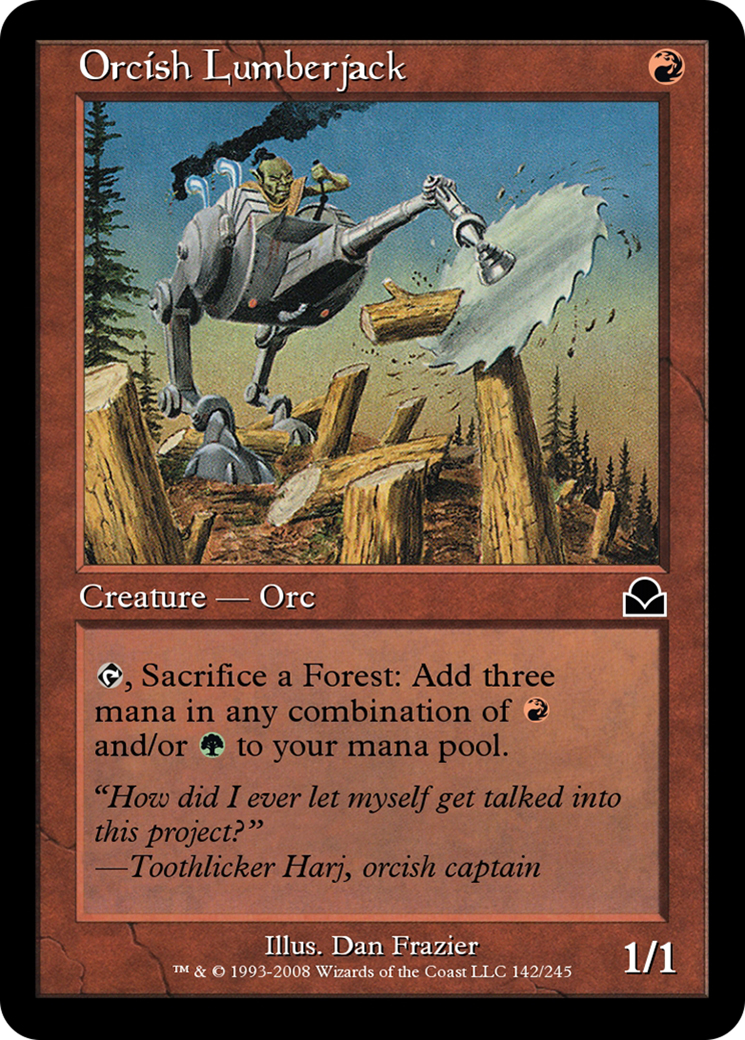 Orcish Lumberjack
Creature — Orc
, Sacrifice a Forest: Add three
mana in any combination of
and/or to your mana pool.
“How did I ever let myself get talked into
this project?”
—Toothlicker Harj, orcish captain
Illus. Dan Frazier
™ & © 1993-2008 Wizards of the Coast LLC 142/245
1/1